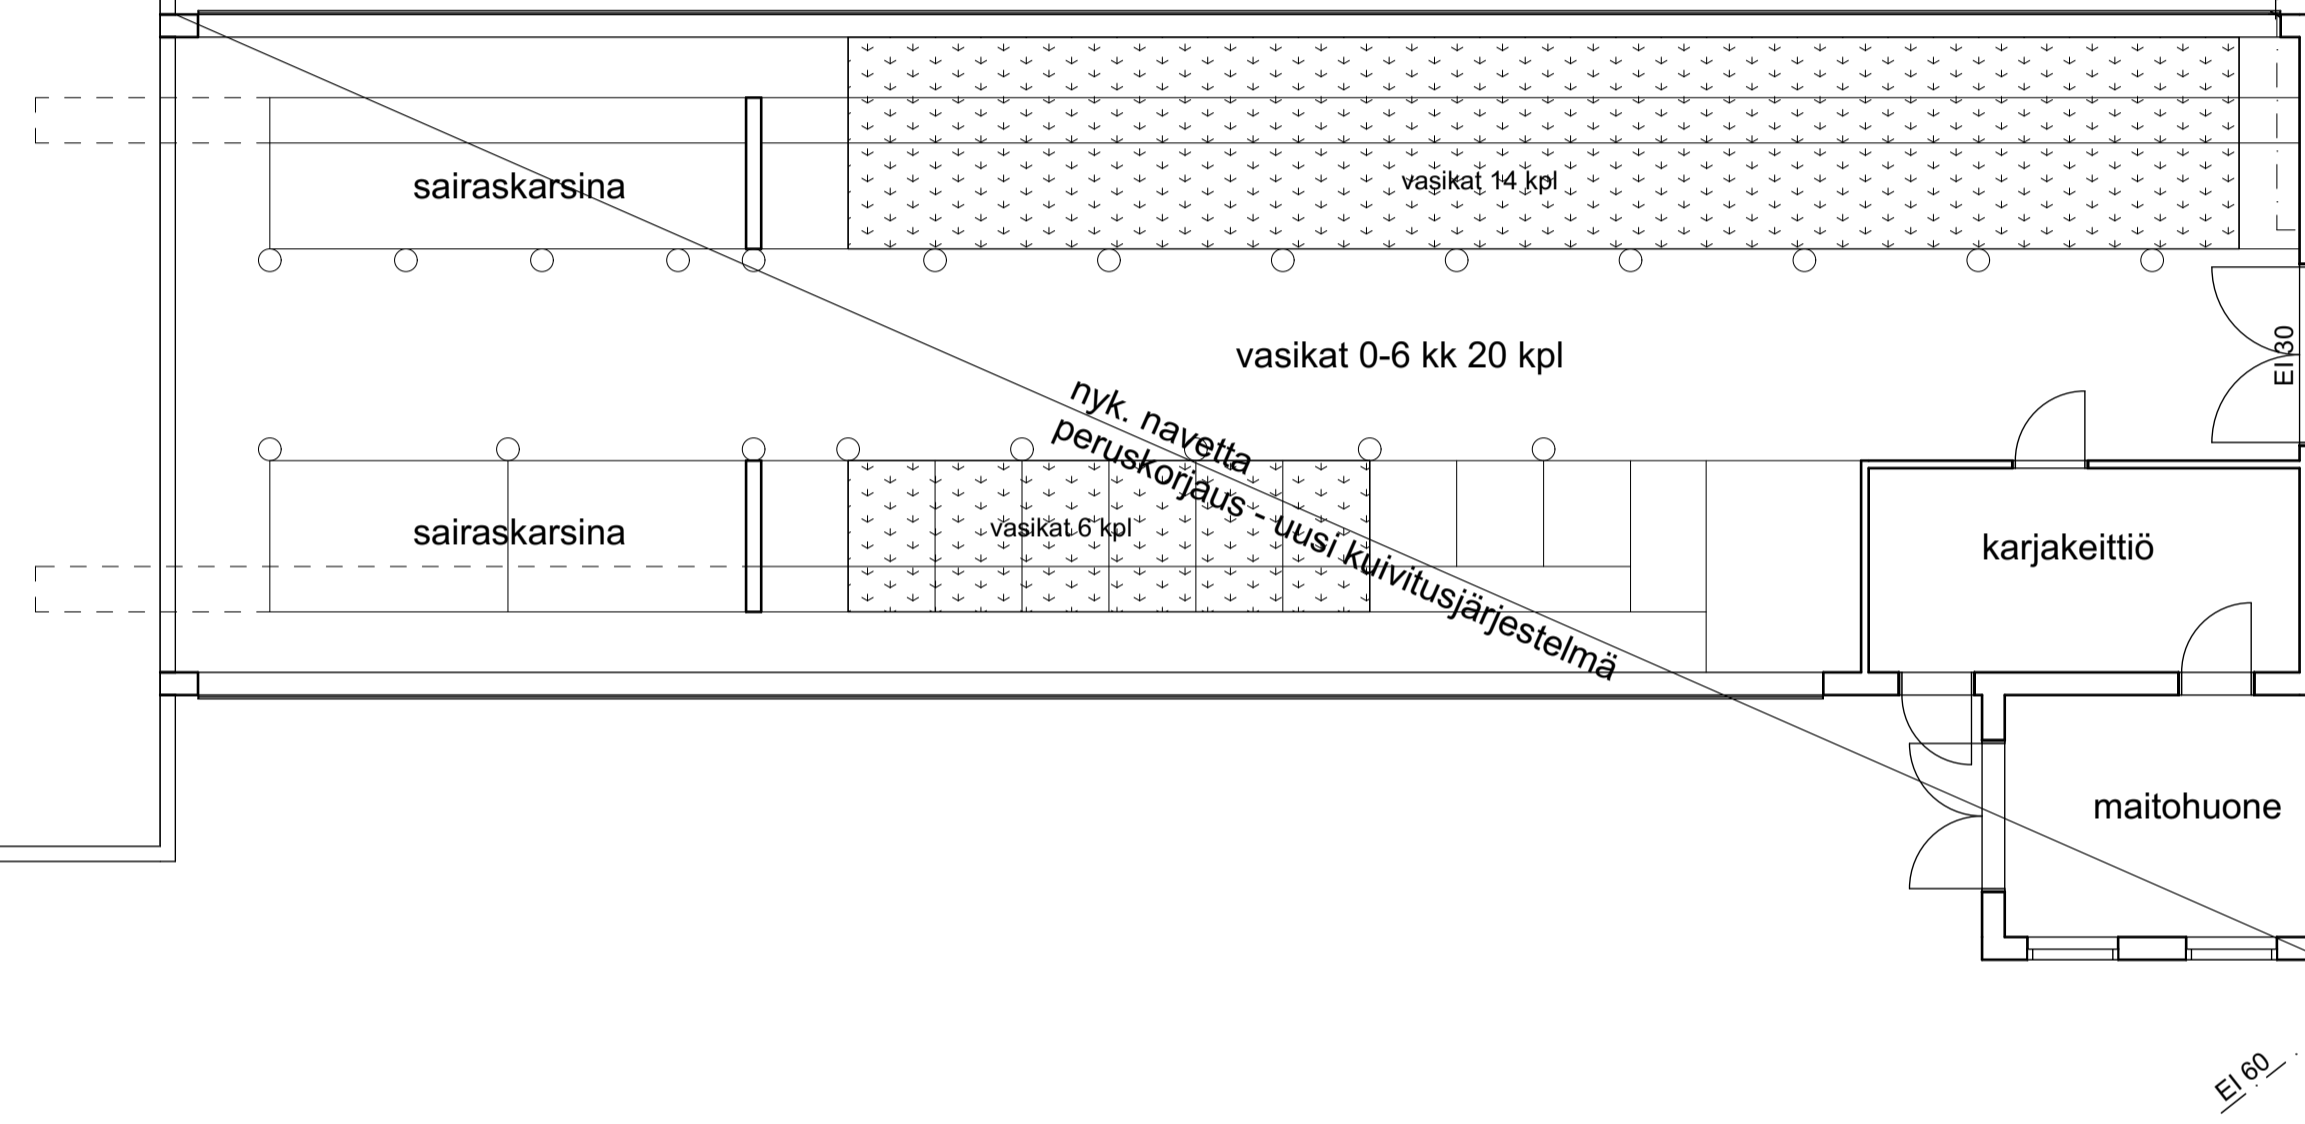 sairaskarsina
vasikat 14 kpl
vasikat 0-6 kk 20 kpl
EI 30
nyk. navetta
peruskorjaus - uusi kuivitusjärjestelmä
sairaskarsina
vasikat 6 kpl
karjakeittiö
maitohuone
EI 60